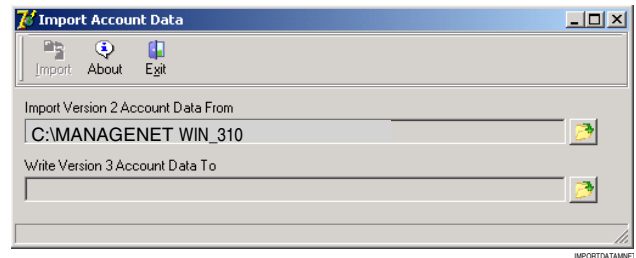 Import Account Data
Import About Exit
Import Version 2 Account Data From
C:\MANAGENET WIN_310
Write Version 3 Account Data To
IMPORTDATAMNET